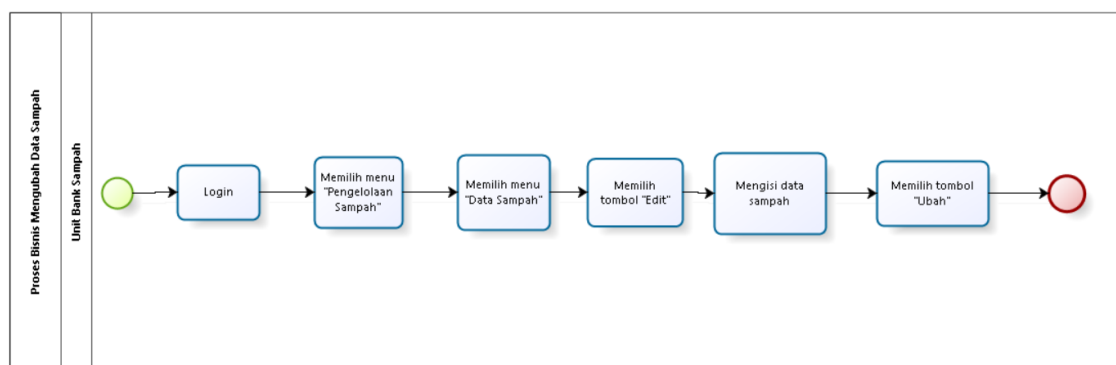 Proses Bisnis Mengubah Data Sampah
Unit Bank Sampah
Login
Memilih menu
"Pengelolaan
Sampah"
Memilih menu
"Data Sampah"
Memilih
tombol "Edit"
Mengisi data
sampah
Memilih tombol
"Ubah"